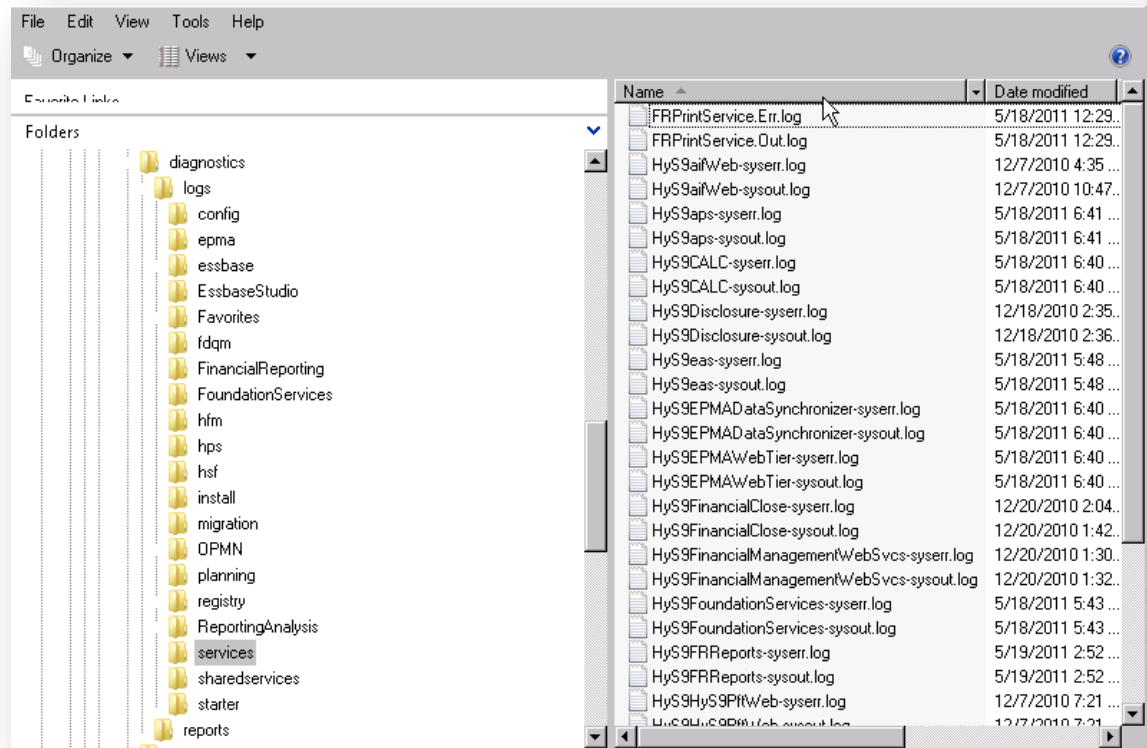 File Edit View Tools Help
Organize Views
Favorite Links
Folders
diagnostics
logs
config
epma
essbase
EssbaseStudio
Favorites
fdqm
FinancialReporting
FoundationServices
hfm
hps
hsf
install
migration
OPMN
planning
registry
ReportingAnalysis
services
sharedservices
starter
reports
Name Date modified
FRPrintService.Err.log 5/18/2011 12:29..
FRPrintService.Out.log 5/18/2011 12:29..
HyS9aifWeb-syserr.log 12/7/2010 4:35 ...
HyS9aifWeb-sysout.log 12/7/2010 10:47..
HyS9aps-syserr.log 5/18/2011 6:41 ...
HyS9aps-sysout.log 5/18/2011 6:41 ...
HyS9CALC-syserr.log 5/18/2011 6:40 ...
HyS9CALC-sysout.log 5/18/2011 6:40 ...
HyS9Disclosure-syserr.log 12/18/2010 2:35..
HyS9Disclosure-sysout.log 12/18/2010 2:36..
HyS9eas-syserr.log 5/18/2011 5:48 ...
HyS9eas-sysout.log 5/18/2011 5:48 ...
HyS9EPMADataSynchronizer-syserr.log 5/18/2011 6:40 ...
HyS9EPMADataSynchronizer-sysout.log 5/18/2011 6:40 ...
HyS9EPMAWebTier-syserr.log 5/18/2011 6:40 ...
HyS9EPMAWebTier-sysout.log 5/18/2011 6:40 ...
HyS9FinancialClose-syserr.log 12/20/2010 2:04..
HyS9FinancialClose-sysout.log 12/20/2010 1:42..
HyS9FinancialManagementWebSvcs-syserr.log 12/20/2010 1:30..
HyS9FinancialManagementWebSvcs-sysout.log 12/20/2010 1:32..
HyS9FoundationServices-syserr.log 5/18/2011 5:43 ...
HyS9FoundationServices-sysout.log 5/18/2011 5:43 ...
HyS9FRReports-syserr.log 5/19/2011 2:52 ...
HyS9FRReports-sysout.log 5/19/2011 2:52 ...
HyS9HyS9PftWeb-syserr.log 12/7/2010 7:21 ...
HyS9HyS9PftWeb-sysout.log 12/7/2010 7:21